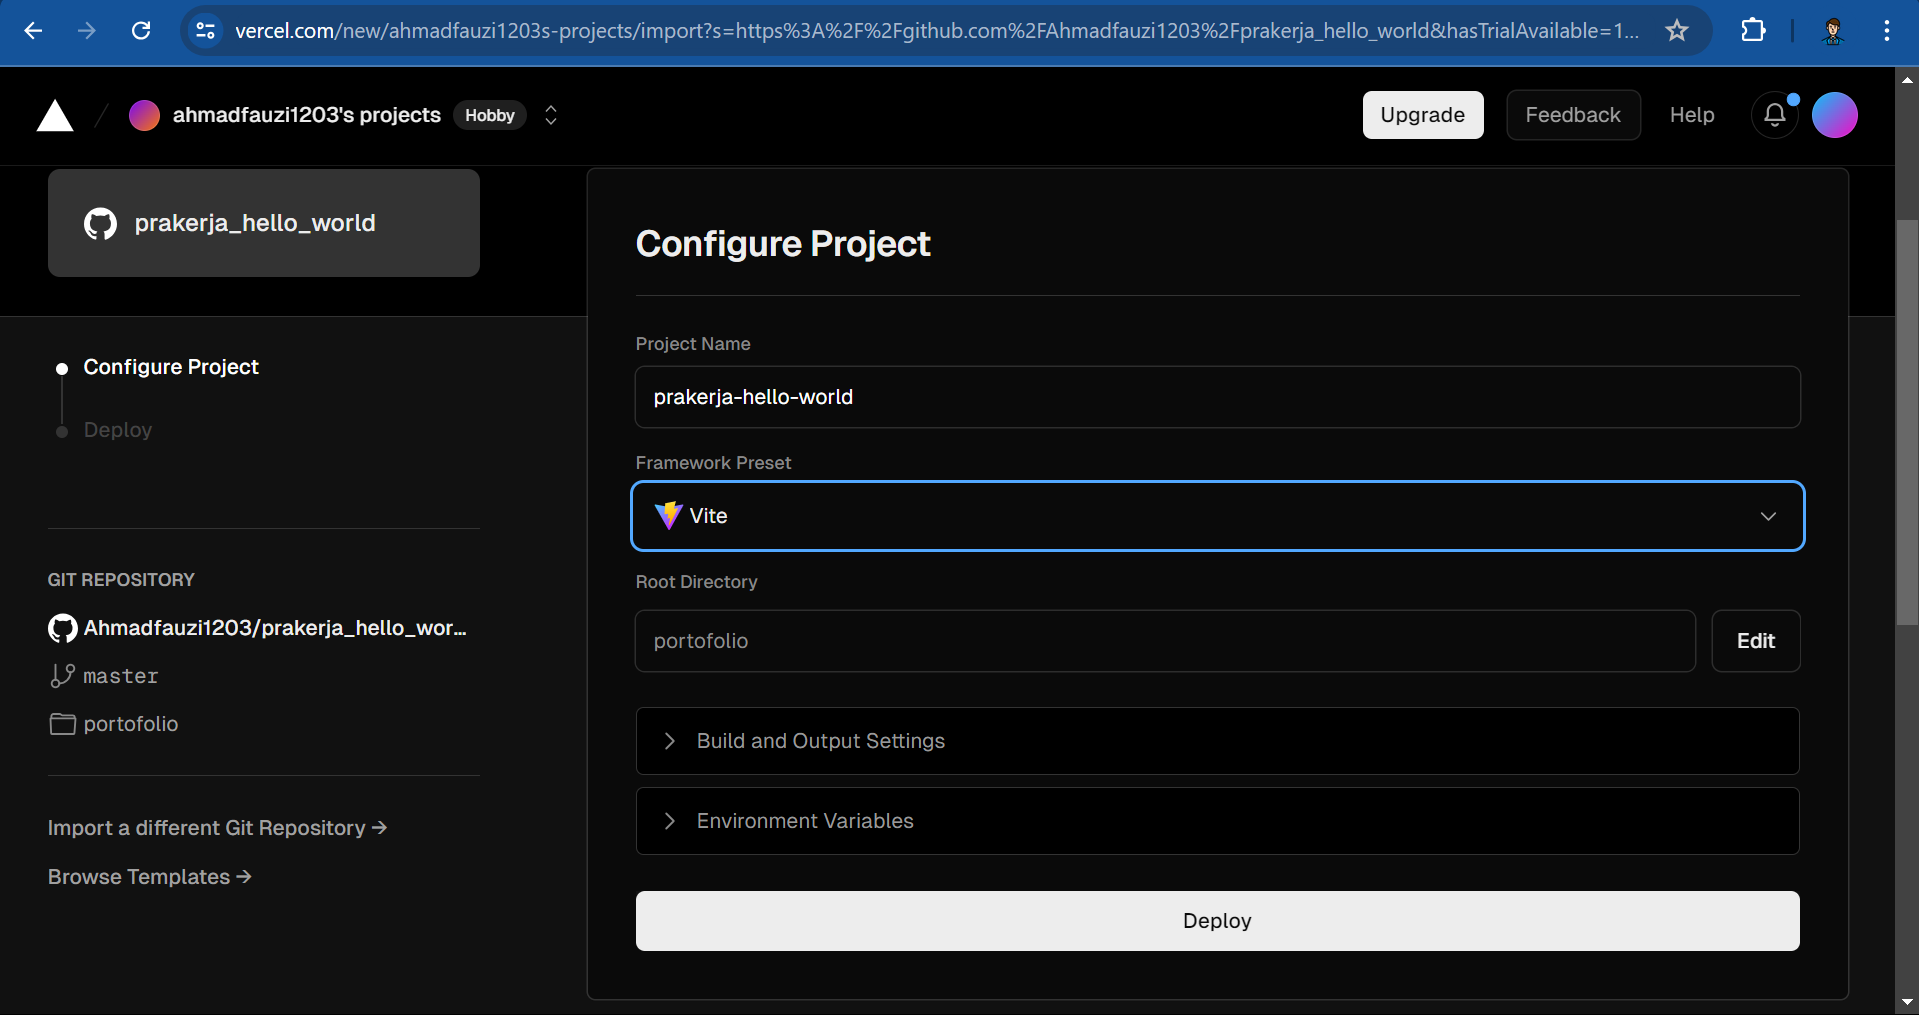 vercel.com/new/ahmadfauzi1203s-projects/import?s=https%3A%2F%2Fgithub.com%2FAhmadfauzi1203%2Fprakerja_hello_world&hasTrialAvailable=1...
ahmadfauzi1203's projects Hobby
Upgrade Feedback Help
prakerja_hello_world
Configure Project
Deploy
GIT REPOSITORY
Ahmadfauzi1203/prakerja_hello_wor...
master
portofolio
Import a different Git Repository →
Browse Templates →
Configure Project
Project Name
prakerja-hello-world
Framework Preset
Vite
Root Directory
portofolio Edit
Build and Output Settings
Environment Variables
Deploy